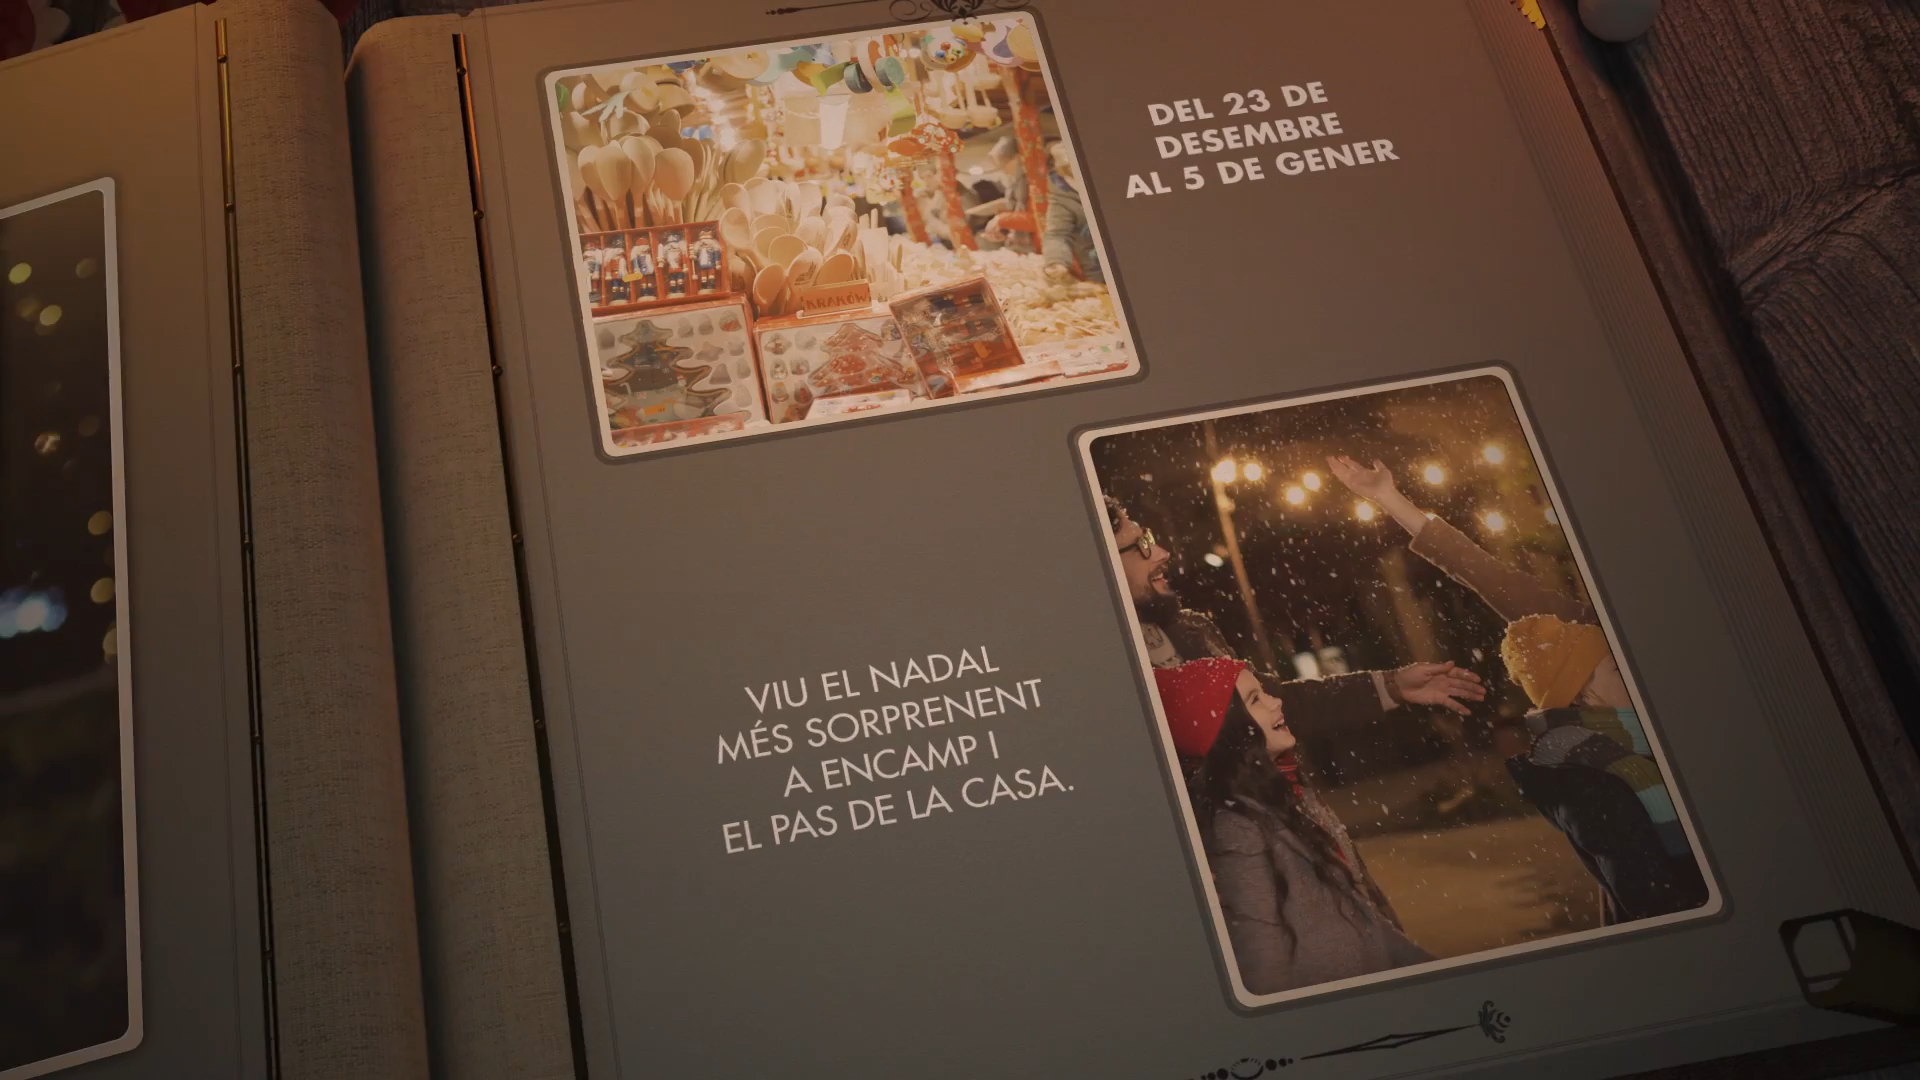 DEL 23 DE
DESEMBRE
AL 5 DE GENER
KRAKÓW
VIU EL NADAL
MÉS SORPRENENT
A ENCAMP I
EL PAS DE LA CASA.